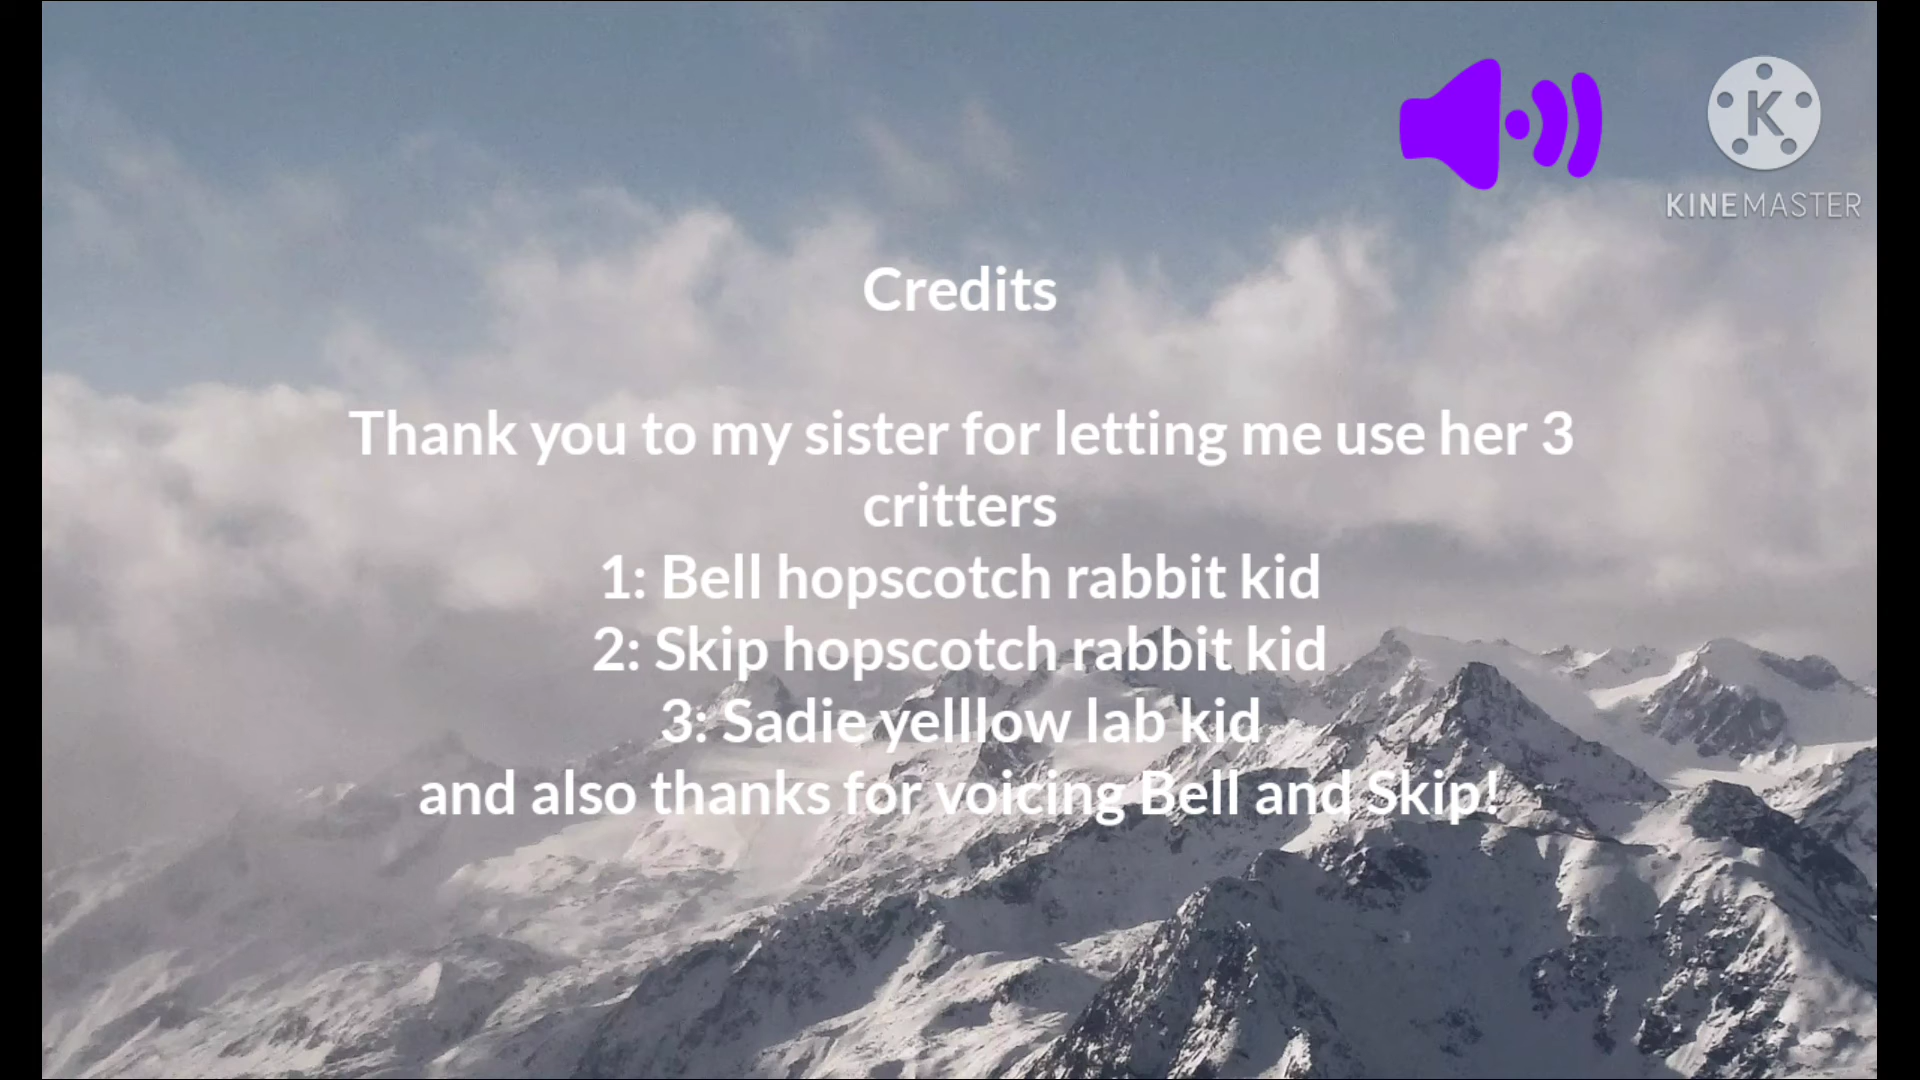 K
KINEMASTER
Credits
Thank you to my sister for letting me use her 3
critters
1: Bell hopscotch rabbit kid
2: Skip hopscotch rabbit kid
3: Sadie yelllow lab kid
and also thanks for voicing Bell and Skip!